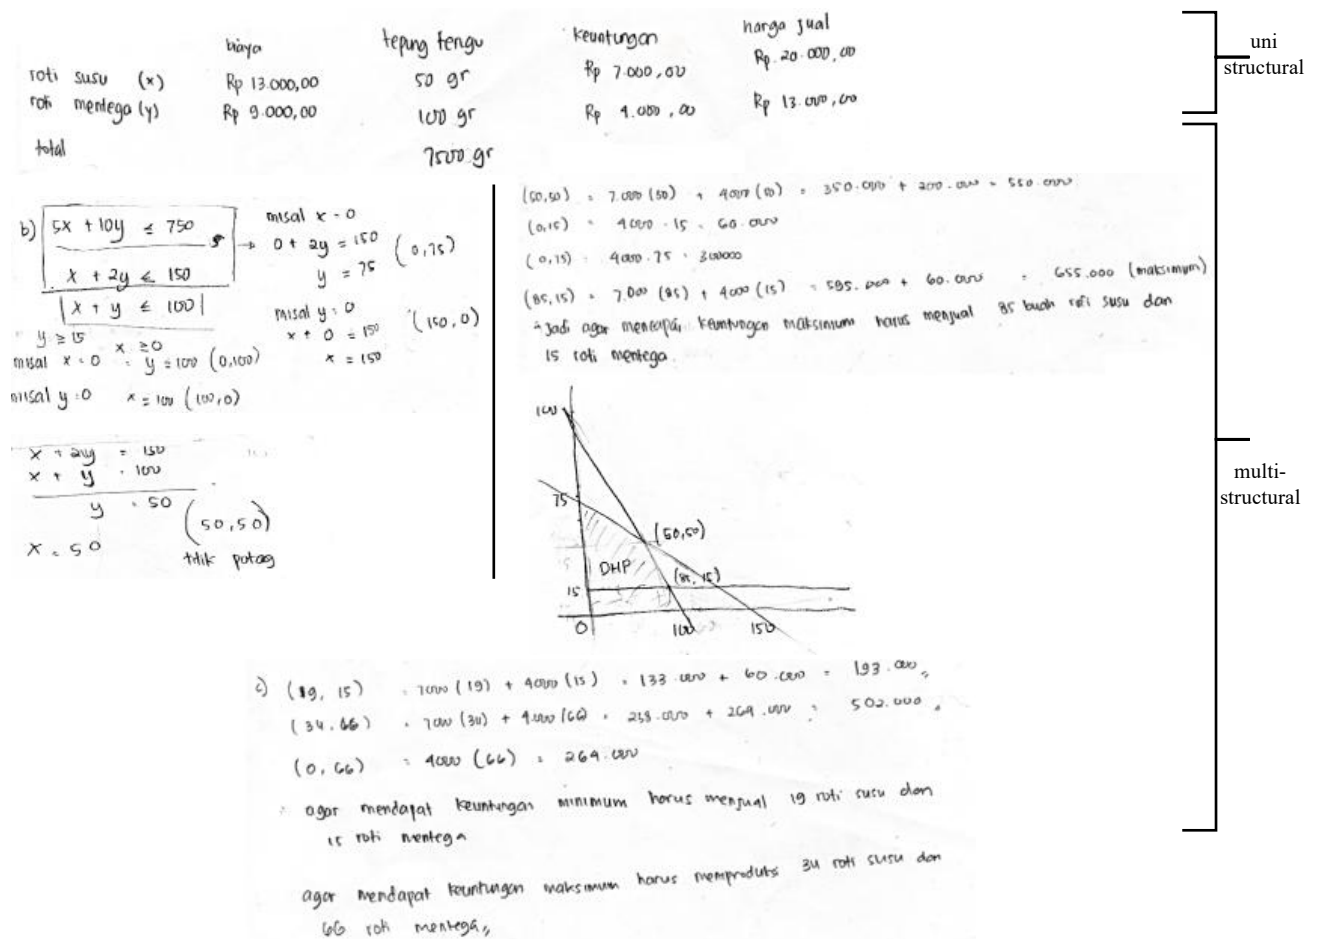 biaya tepung terigu keuntungan harga jual
roti susu (x) Rp 13.000,00 50 gr Rp 7.000,00 Rp. 20.000,00
roti mentega (y) Rp 9.000,00 100 gr Rp 4.000,00 Rp 13.000,00
total 7500 gr
uni
structural
b) 5x + 10y ≤ 750
x + 2y ≤ 150
x + y ≤ 100
y ≥ 15 x ≥ 0
misal x = 0 y = 100 (0,100)
misal y = 0 x = 100 (100,0)
misal x = 0
0 + 2y = 150 (0,75)
y = 75
misal y = 0
x + 0 = 150 (150,0)
x = 150
x + 2y = 150
x + y = 100
y = 50
x = 50
(50,50)
titik potong
(50,50) = 7.000 (50) + 4000 (50) = 350.000 + 200.000 = 550.000
(0,15) = 4000 . 15 = 60.000
(0,75) = 4000 . 75 = 300000
(85,15) = 7.000 (85) + 4000 (15) = 595.000 + 60.000 = 655.000 (maksimum)
∴ Jadi agar mencapai keuntungan maksimum harus menjual 85 buah roti susu dan
15 roti mentega.
100
75
(50,50)
DHP
(85,15)
15
0 100 150
multi-
structural
c) (19, 15) = 7000 (19) + 4000 (15) = 133.000 + 60.000 = 193.000,,
(34,66) = 7000 (34) + 4.000 (66) = 238.000 + 264.000 = 502.000,,
(0,66) = 4000 (66) = 264.000
∴ agar mendapat keuntungan minimum harus menjual 19 roti susu dan
15 roti mentega
agar mendapat keuntungan maksimum harus memproduksi 34 roti susu dan
66 roti mentega,,